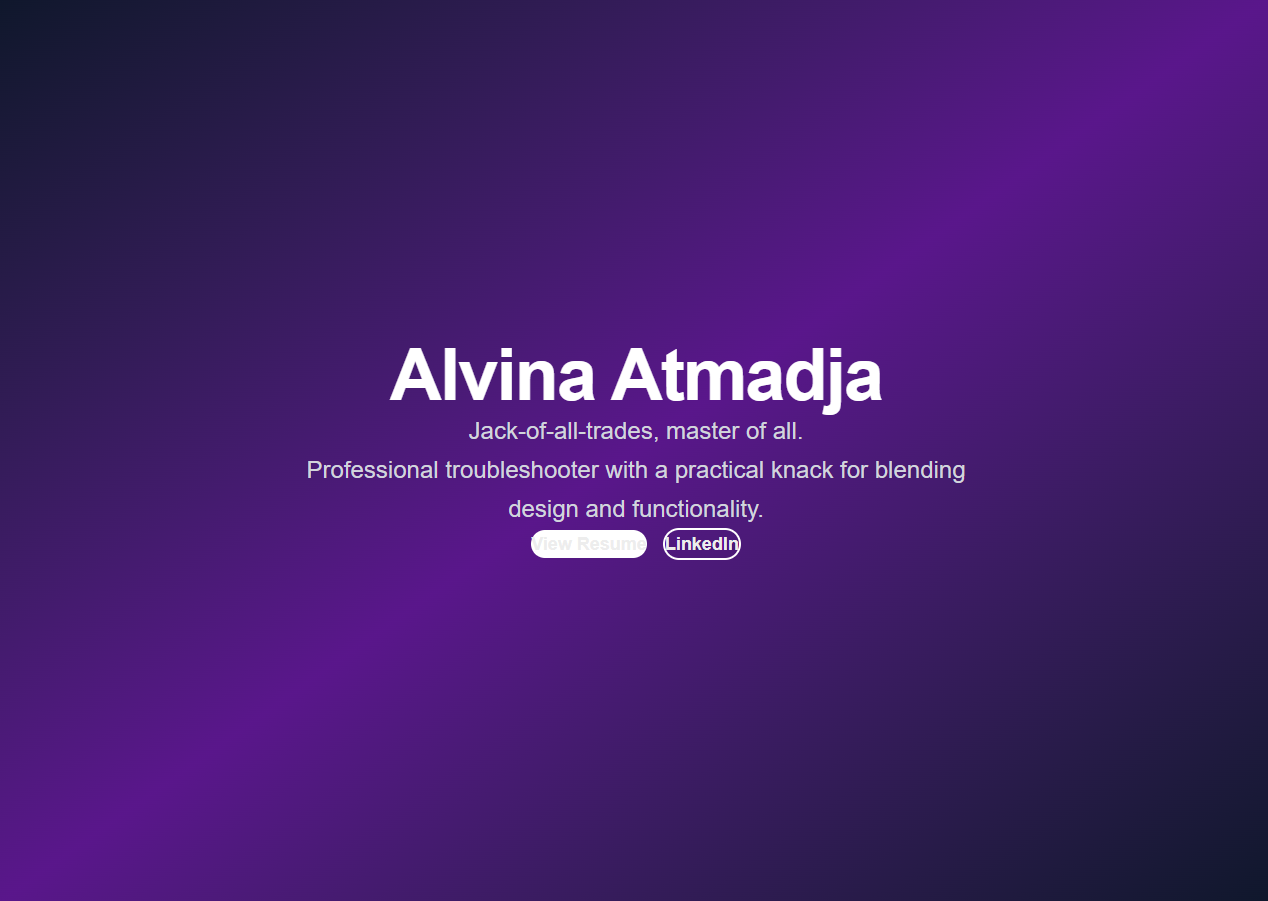 Alvina Atmadja
Jack-of-all-trades, master of all.
Professional troubleshooter with a practical knack for blending
design and functionality.
View Resume LinkedIn